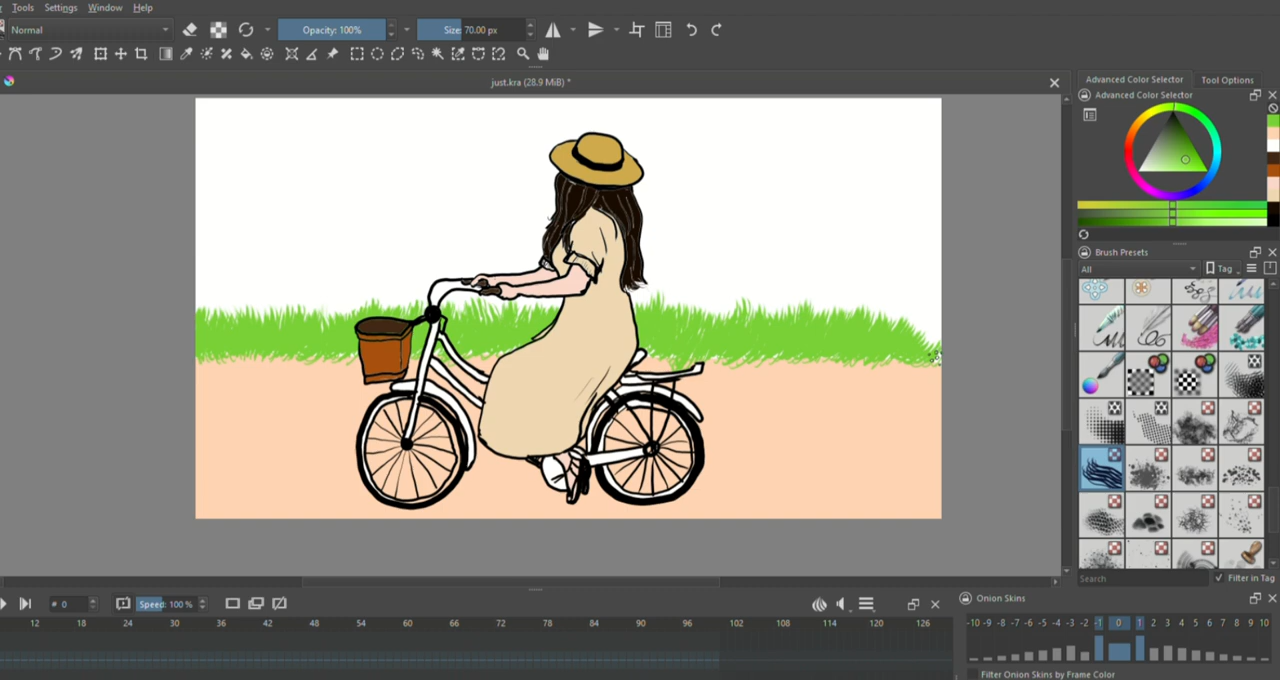 Tools Settings Window Help
Normal Opacity: 100% Size: 70.00 px
just.kra (28.9 MiB) *
Advanced Color Selector Tool Options
Advanced Color Selector
Brush Presets
All Tag
Search Filter in Tag
# 0 Speed: 100 %
12 18 24 30 36 42 48 54 60 66 72 78 84 90 96 102 108 114 120 126
Onion Skins
-10 -9 -8 -7 -6 -5 -4 -3 -2 -1 0 1 2 3 4 5 6 7 8 9 10
Filter Onion Skins by Frame Color